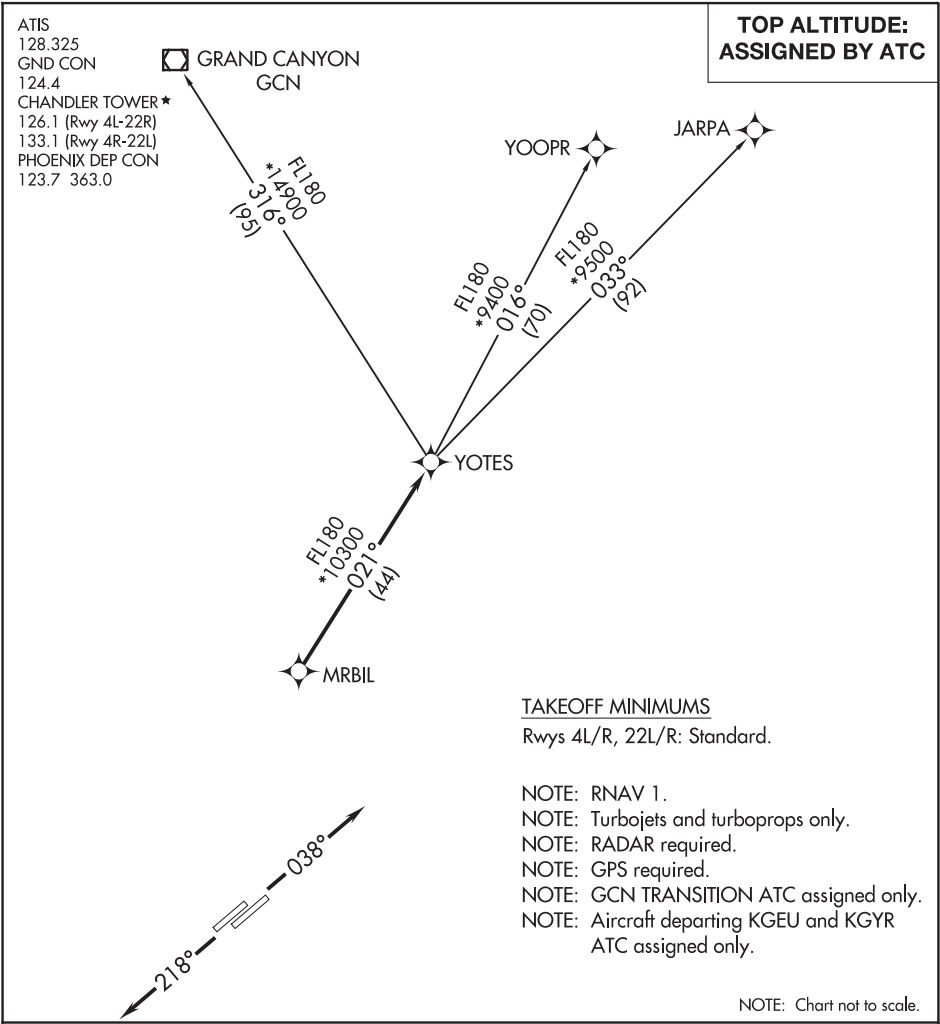 ATIS
128.325
GND CON
124.4
CHANDLER TOWER★
126.1 (Rwy 4L-22R)
133.1 (Rwy 4R-22L)
PHOENIX DEP CON
123.7 363.0
TOP ALTITUDE:
ASSIGNED BY ATC
GRAND CANYON
GCN
YOOPR
JARPA
FL180
*14900
316°
(95)
FL180
*9400
016°
(70)
FL180
*9500
033°
(92)
YOTES
FL180
*10300
021°
(44)
MRBIL
TAKEOFF MINIMUMS
Rwys 4L/R, 22L/R: Standard.
NOTE: RNAV 1.
NOTE: Turbojets and turboprops only.
NOTE: RADAR required.
NOTE: GPS required.
NOTE: GCN TRANSITION ATC assigned only.
NOTE: Aircraft departing KGEU and KGYR
ATC assigned only.
038°
218°
NOTE: Chart not to scale.